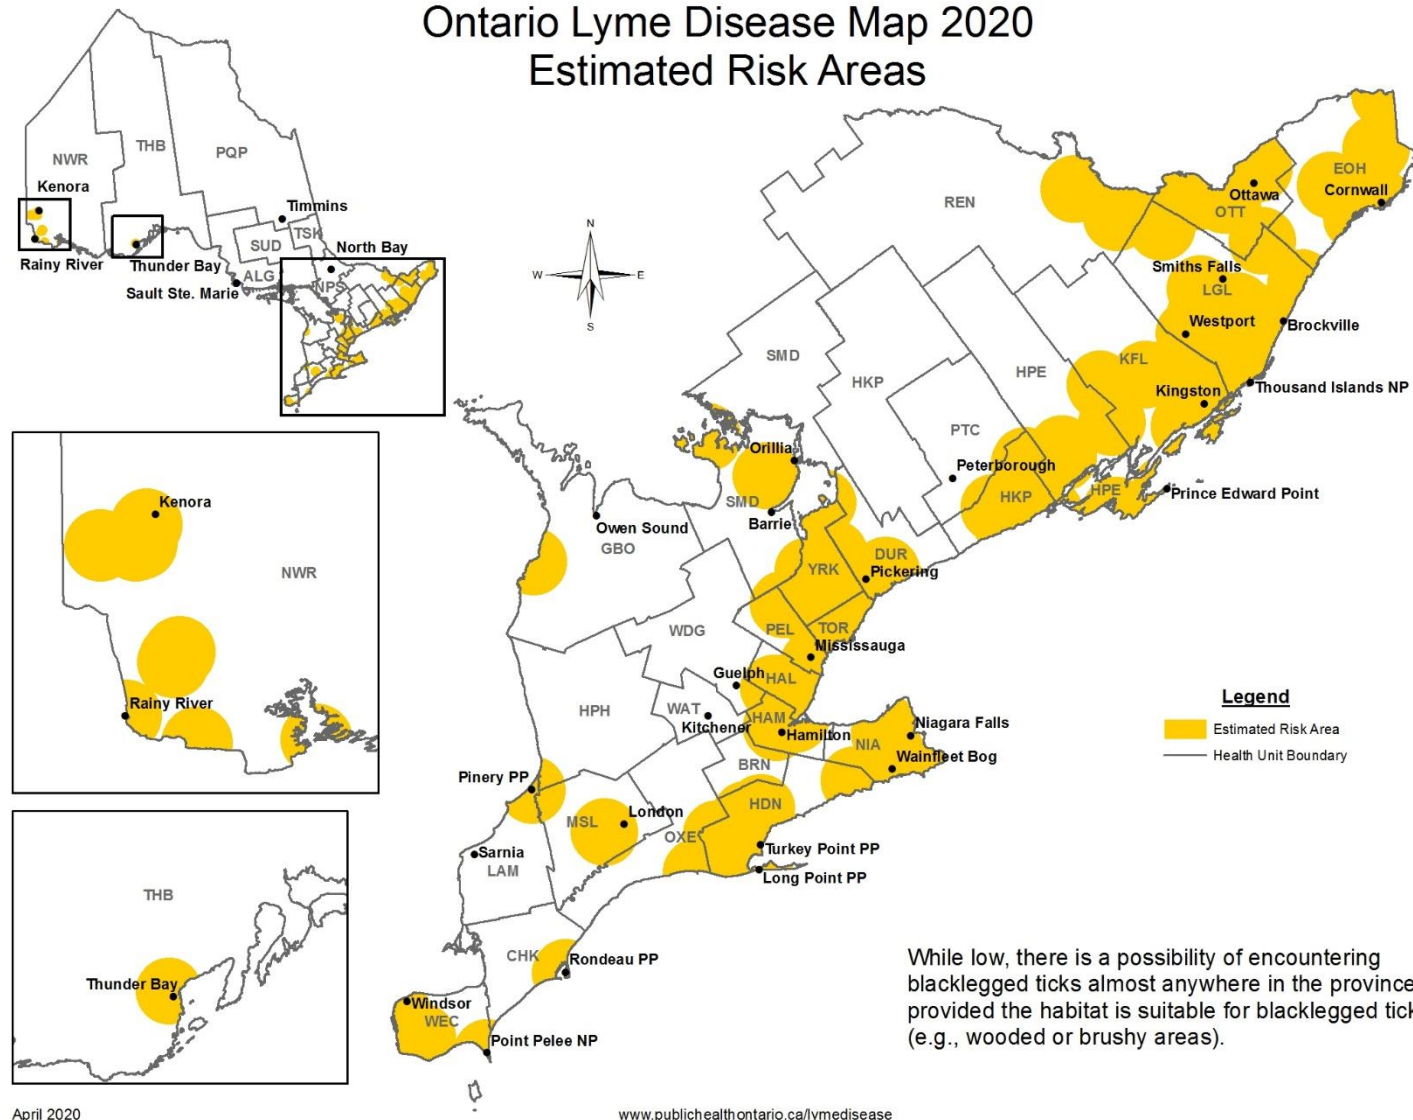 Ontario Lyme Disease Map 2020
Estimated Risk Areas
NWR
THB
PQP
Kenora
Timmins
TSK
SUD
North Bay
Rainy River
Thunder Bay
ALG
NPS
Sault Ste. Marie
N
W
E
S
REN
EOH
Ottawa
Cornwall
OTT
Smiths Falls
LGL
Westport
Brockville
SMD
HKP
HPE
KFL
Kingston
Thousand Islands NP
PTC
Orillia
Peterborough
HKP
HPE
Prince Edward Point
SMD
Barrie
Owen Sound
GBO
DUR
YRK
Pickering
WDG
PEL
TOR
Mississauga
Guelph
HAL
HPH
WAT
Kitchener
HAM
Hamilton
Niagara Falls
NIA
Wainfleet Bog
BRN
Pinery PP
HDN
MSL
London
OXE
Turkey Point PP
Sarnia
LAM
Long Point PP
CHK
Rondeau PP
Windsor
WEC
Point Pelee NP
Kenora
NWR
Rainy River
THB
Thunder Bay
Legend
Estimated Risk Area
Health Unit Boundary
While low, there is a possibility of encountering
blacklegged ticks almost anywhere in the province
provided the habitat is suitable for blacklegged tick
(e.g., wooded or brushy areas).
April 2020
www.publichealthontario.ca/lymedisease